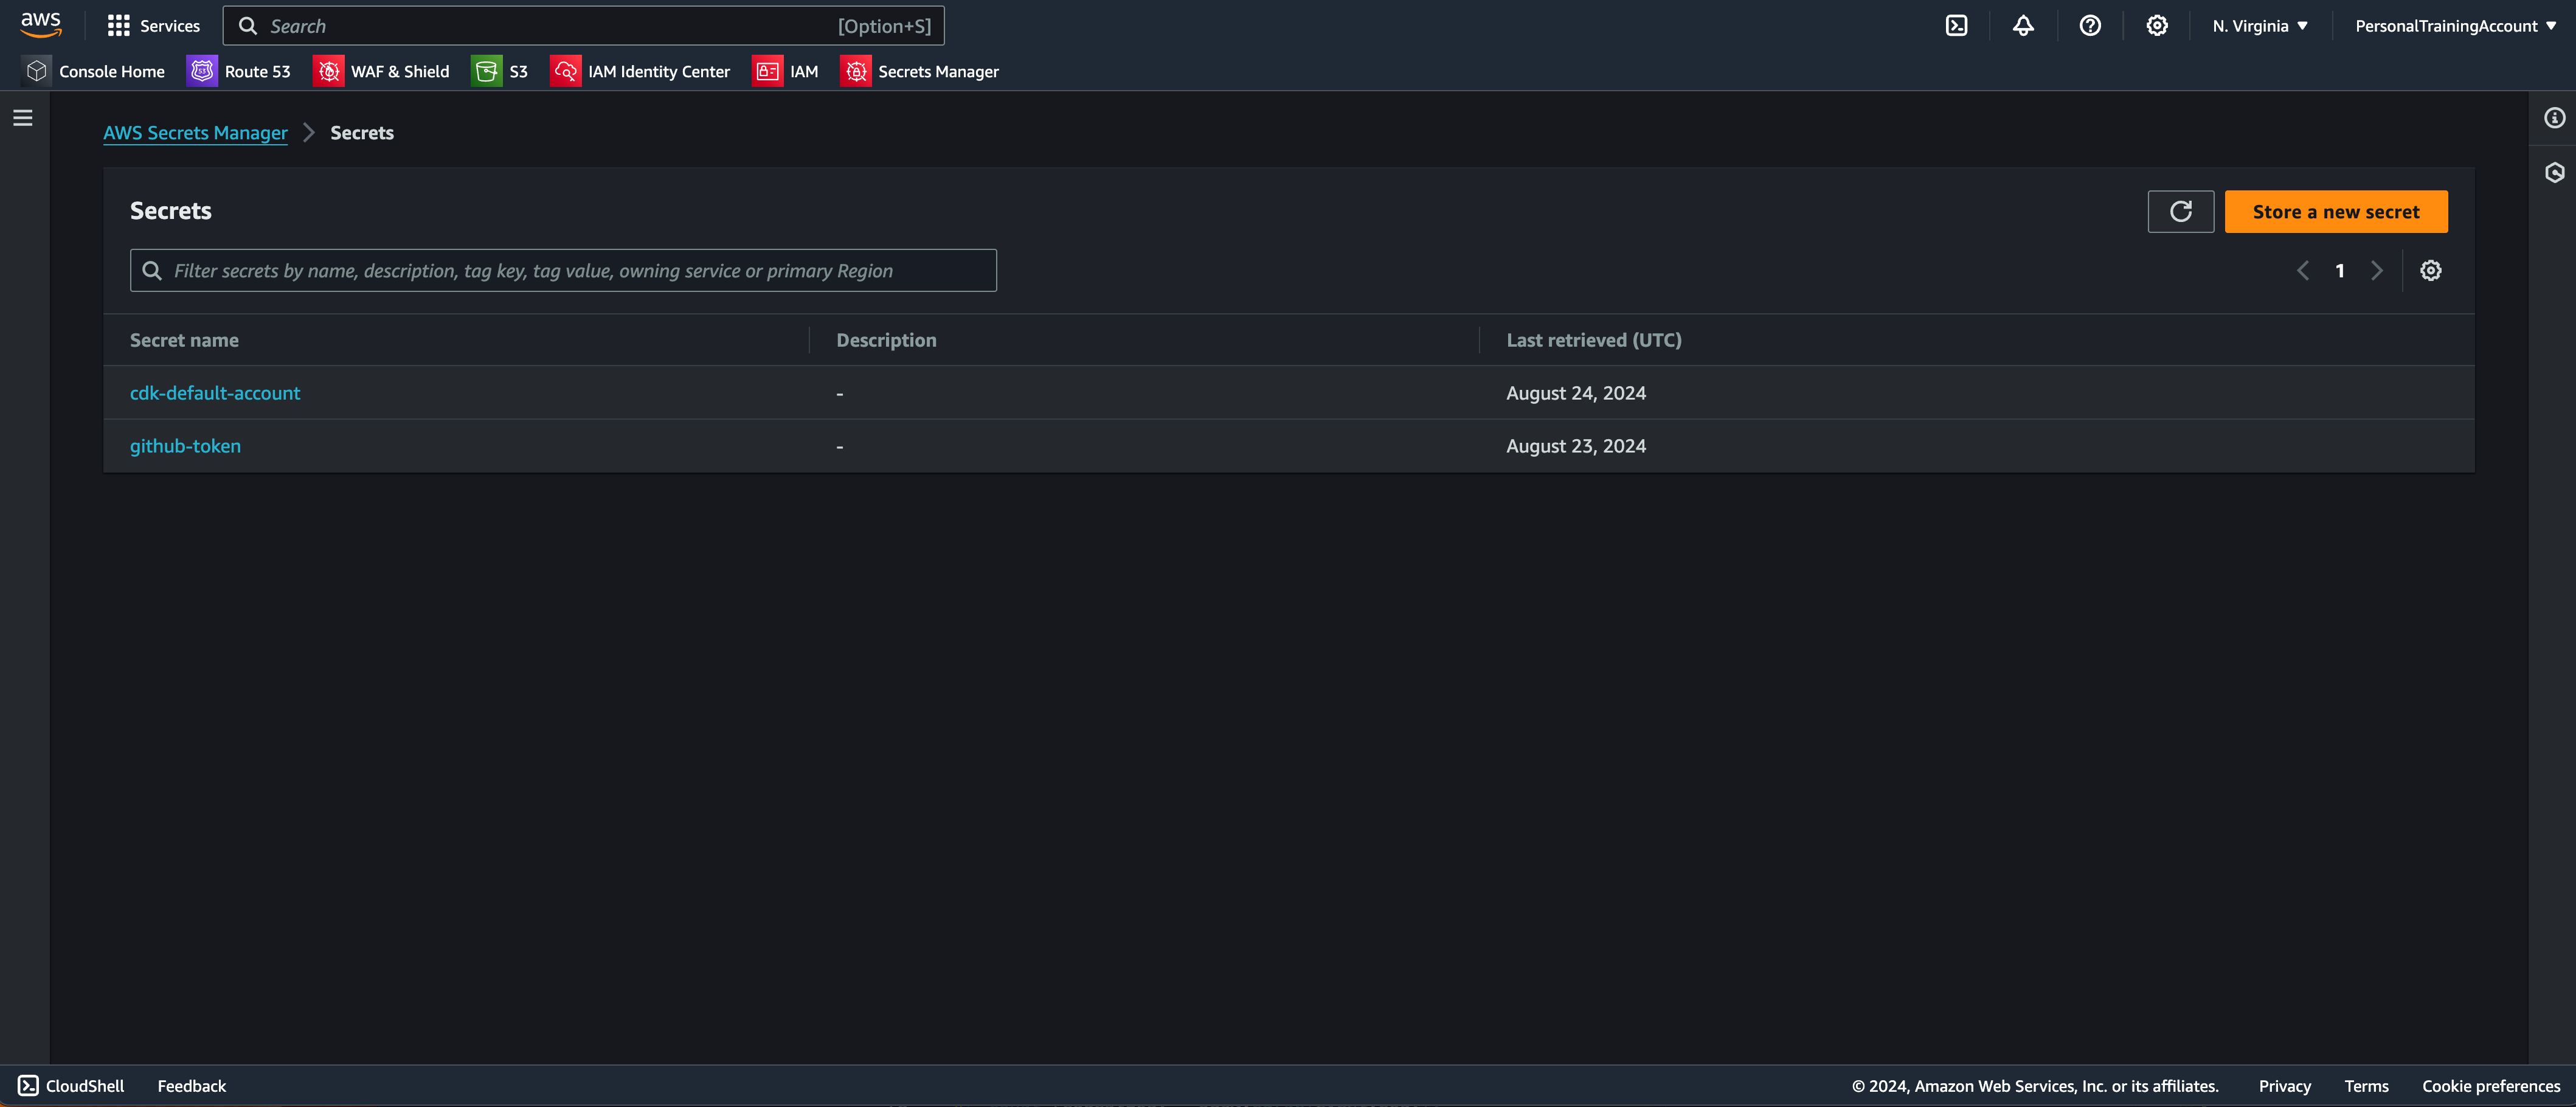 aws Services Search [Option+S] N. Virginia PersonalTrainingAccount
Console Home Route 53 WAF & Shield S3 IAM Identity Center IAM Secrets Manager
AWS Secrets Manager Secrets
Secrets
Store a new secret
Filter secrets by name, description, tag key, tag value, owning service or primary Region 1
Secret name Description Last retrieved (UTC)
cdk-default-account - August 24, 2024
github-token - August 23, 2024
CloudShell Feedback © 2024, Amazon Web Services, Inc. or its affiliates. Privacy Terms Cookie preferences